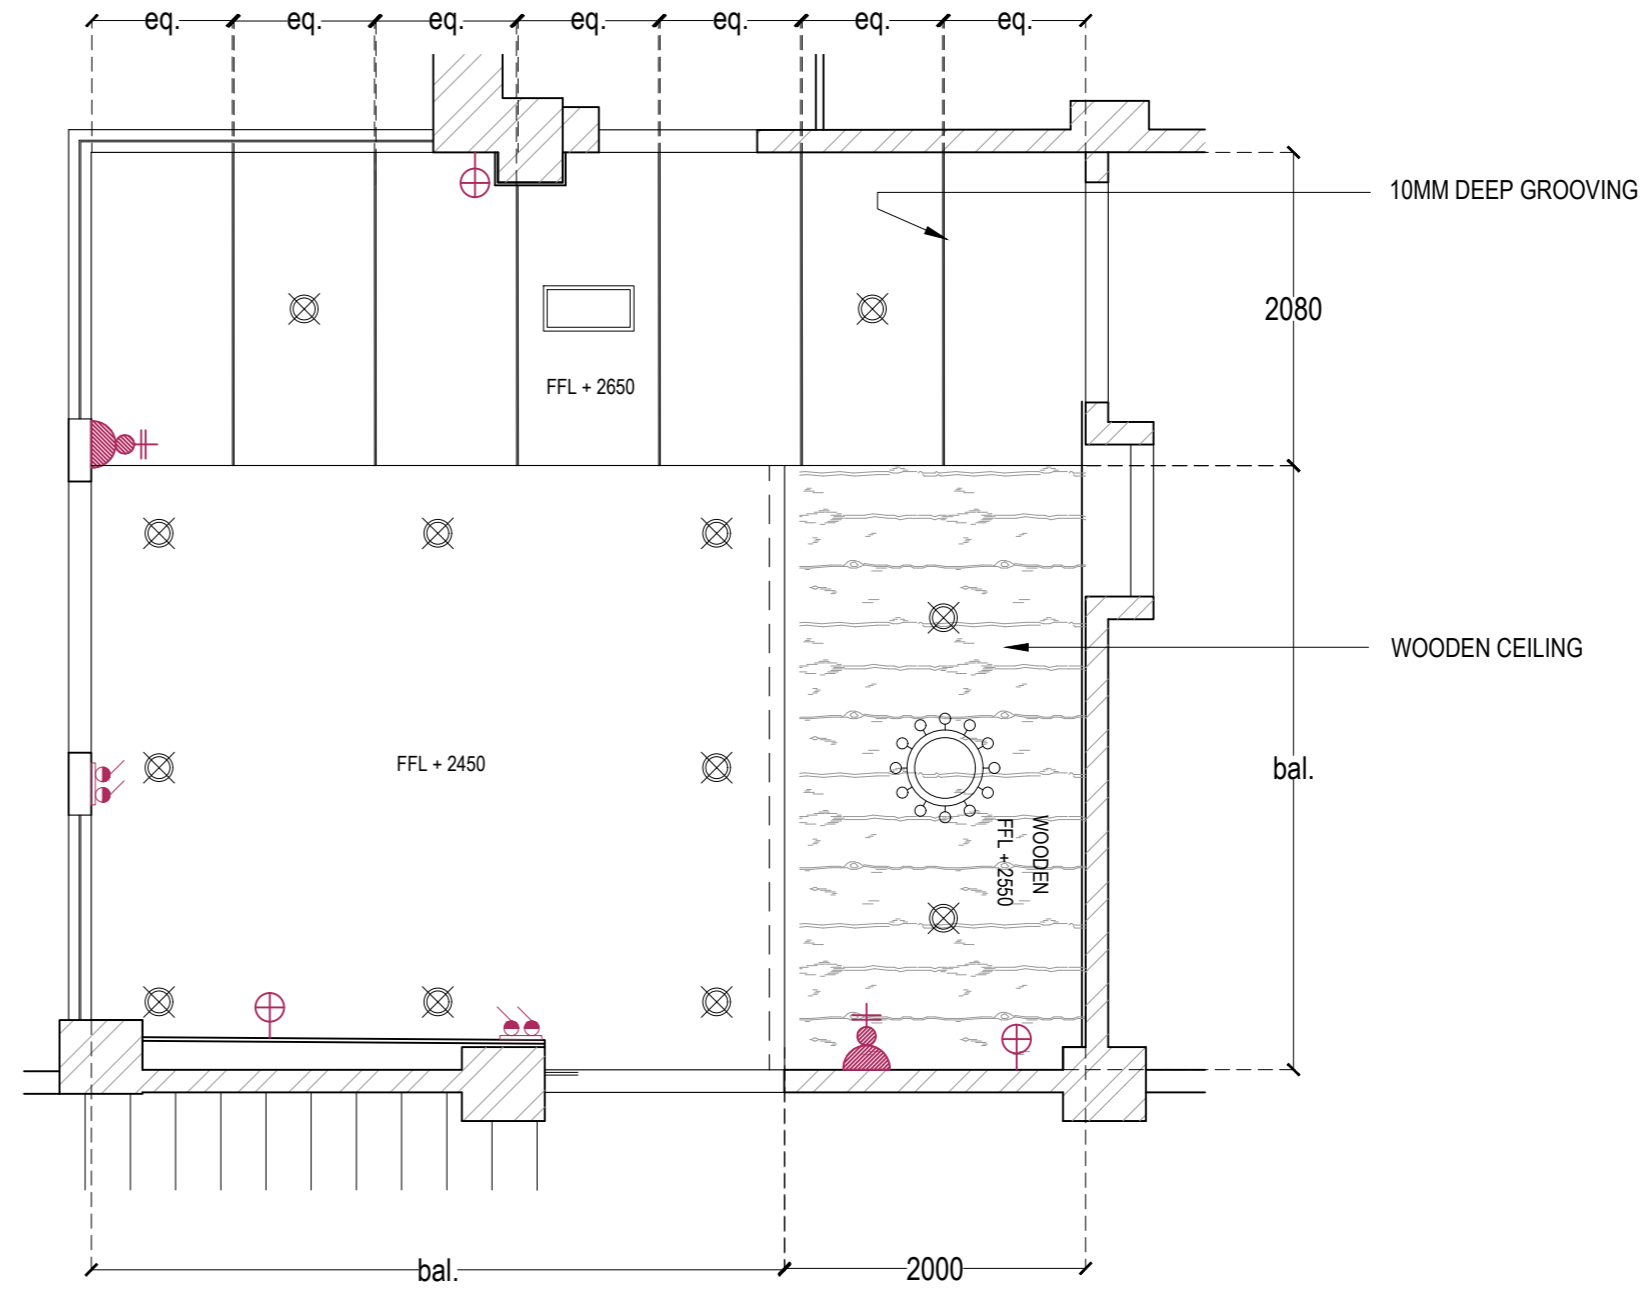 eq. eq. eq. eq. eq. eq. eq.
10MM DEEP GROOVING
2080
FFL + 2650
WOODEN CEILING
FFL + 2450
bal.
WOODEN
FFL + 2550
bal.
2000